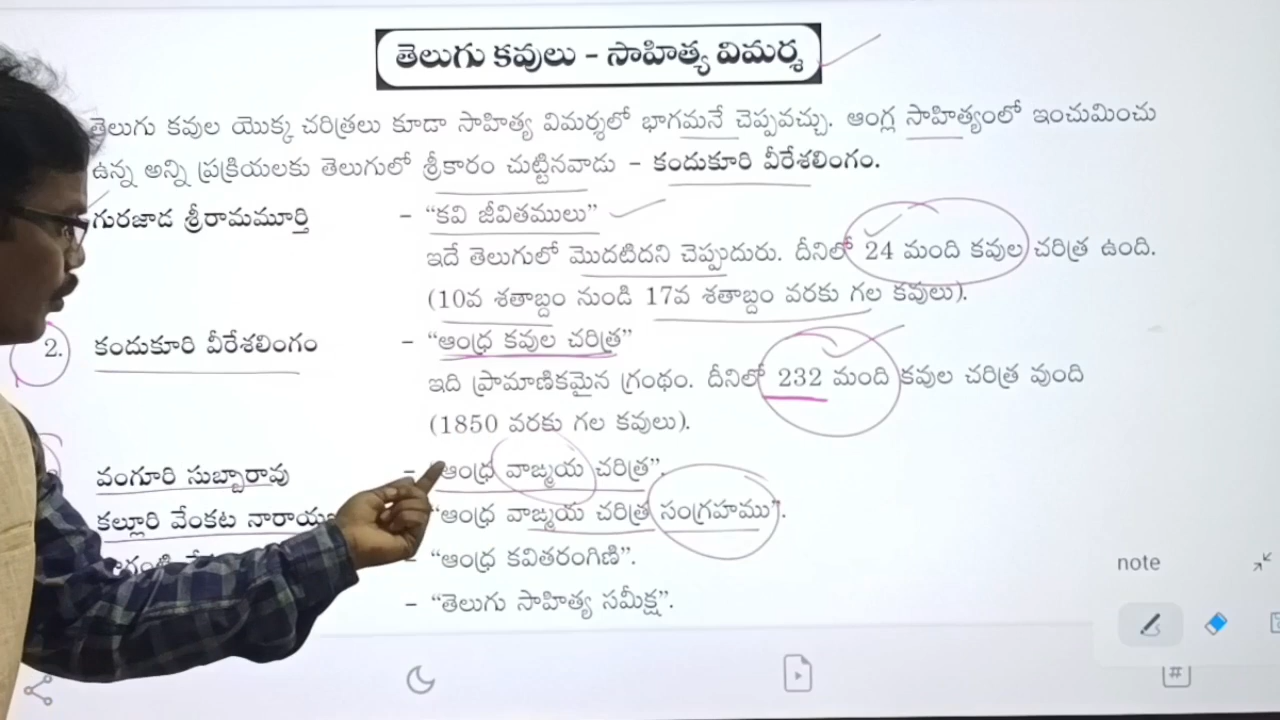 తెలుగు కవులు - సాహిత్య విమర్శ
తెలుగు కవుల యొక్క చరిత్రలు కూడా సాహిత్య విమర్శలో భాగమనే చెప్పవచ్చు. ఆంగ్ల సాహిత్యంలో ఇంచుమించు
ఉన్న అన్ని ప్రక్రియలకు తెలుగులో శ్రీకారం చుట్టినవాడు - కందుకూరి వీరేశలింగం.
గురజాడ శ్రీరామమూర్తి - “కవి జీవితములు”
ఇదే తెలుగులో మొదటిదని చెప్పుదురు. దీనిలో 24 మంది కవుల చరిత్ర ఉంది.
(10వ శతాబ్దం నుండి 17వ శతాబ్దం వరకు గల కవులు).
2. కందుకూరి వీరేశలింగం - “ఆంధ్ర కవుల చరిత్ర”
ఇది ప్రామాణికమైన గ్రంథం. దీనిలో 232 మంది కవుల చరిత్ర వుంది
(1850 వరకు గల కవులు).
వంగూరి సుబ్బారావు - “ఆంధ్ర వాఙ్మయ చరిత్ర”.
కల్లూరి వేంకట “ఆంధ్ర వాఙ్మయ చరిత్ర సంగ్రహము”.
- “ఆంధ్ర కవితరంగిణి”.
- “తెలుగు సాహిత్య సమీక్ష”.
note